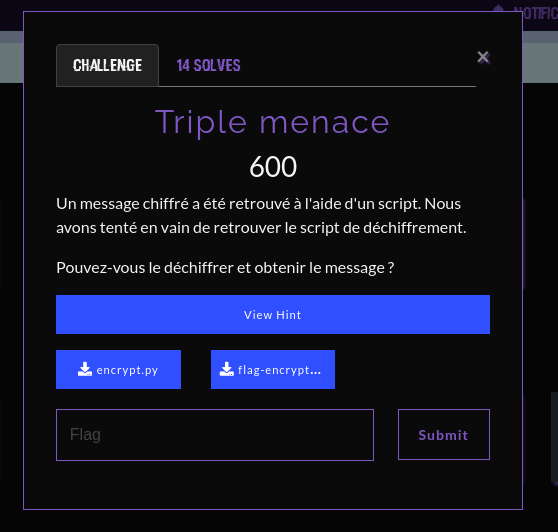 NOTIFIC
CHALLENGE
14 SOLVES
×
Triple menace
600
Un message chiffré a été retrouvé à l'aide d'un script. Nous
avons tenté en vain de retrouver le script de déchiffrement.
Pouvez-vous le déchiffrer et obtenir le message ?
View Hint
encrypt.py
flag-encrypt...
Flag
Submit